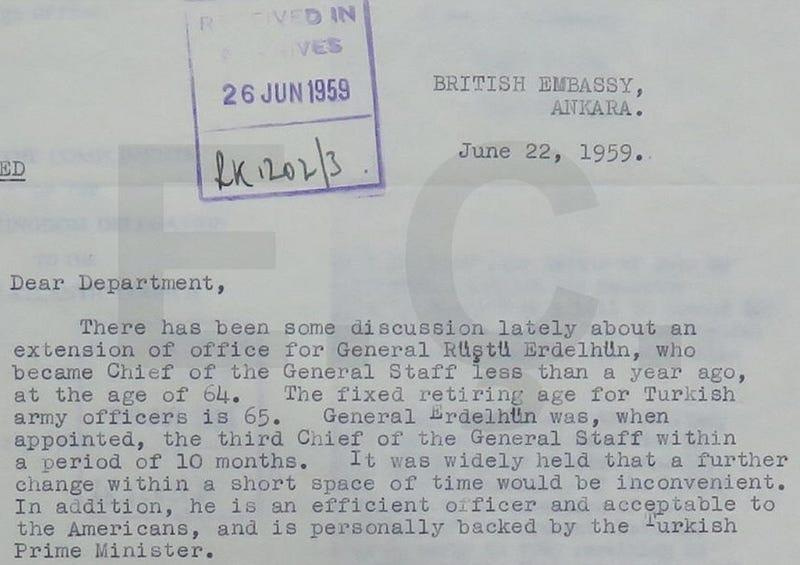 RECEIVED IN
ARCHIVES
26 JUN 1959
RK 1202/3.
BRITISH EMBASSY,
ANKARA.
June 22, 1959.
ED
Dear Department,
There has been some discussion lately about an
extension of office for General Rüştü Erdelhün, who
became Chief of the General Staff less than a year ago,
at the age of 64. The fixed retiring age for Turkish
army officers is 65. General Erdelhün was, when
appointed, the third Chief of the General Staff within
a period of 10 months. It was widely held that a further
change within a short space of time would be inconvenient.
In addition, he is an efficient officer and acceptable to
the Americans, and is personally backed by the Turkish
Prime Minister.